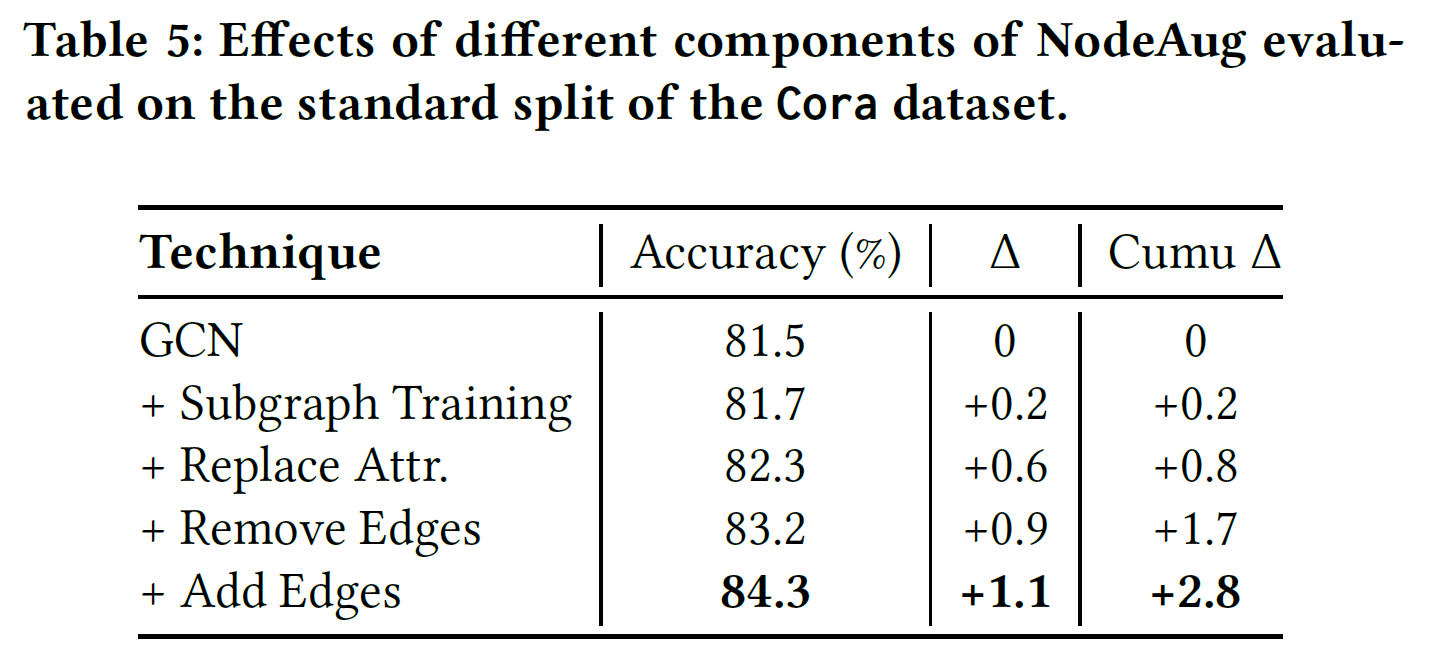 Table 5: Effects of different components of NodeAug evalu-
ated on the standard split of the Cora dataset.
Technique Accuracy (%) Δ Cumu Δ
GCN 81.5 0 0
+ Subgraph Training 81.7 +0.2 +0.2
+ Replace Attr. 82.3 +0.6 +0.8
+ Remove Edges 83.2 +0.9 +1.7
+ Add Edges 84.3 +1.1 +2.8